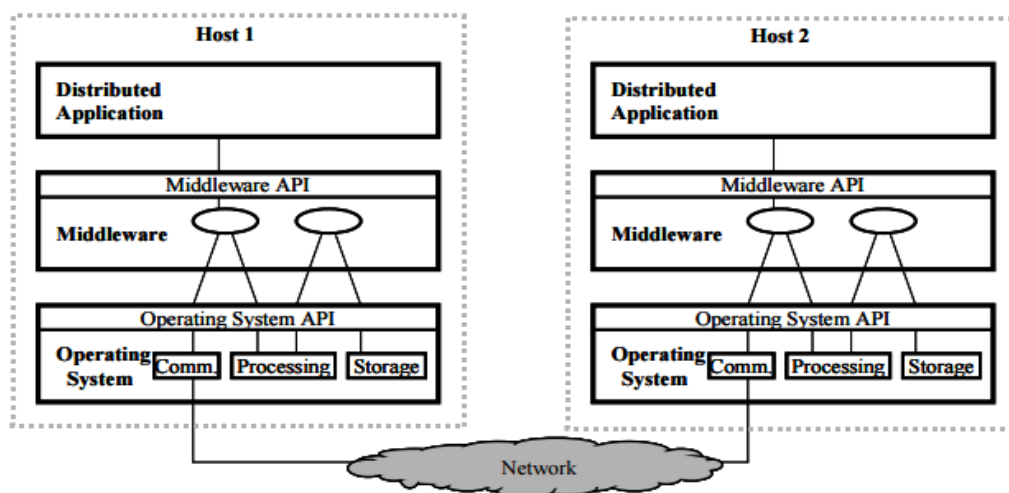 Host 1
Distributed
Application
Middleware API
Middleware
Operating System API
Operating
System
Comm.
Processing
Storage
Host 2
Distributed
Application
Middleware API
Middleware
Operating System API
Operating
System
Comm.
Processing
Storage
Network